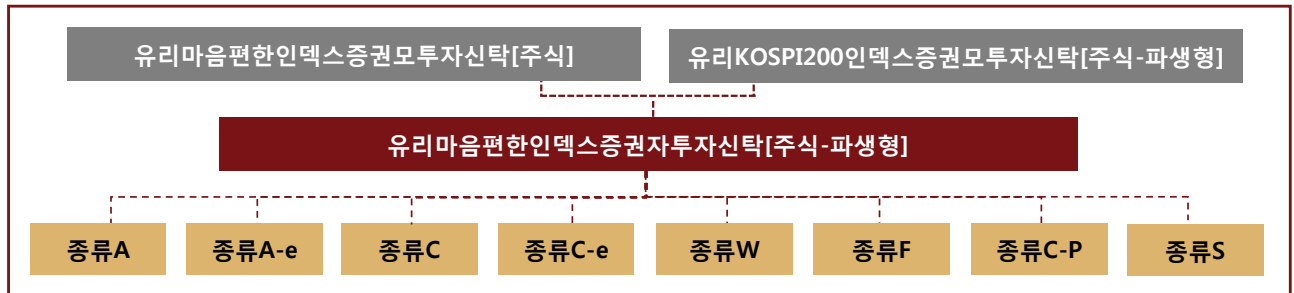 유리마음편한인덱스증권모투자신탁[주식]
유리KOSPI200인덱스증권모투자신탁[주식-파생형]
유리마음편한인덱스증권자투자신탁[주식-파생형]
종류A
종류A-e
종류C
종류C-e
종류W
종류F
종류C-P
종류S